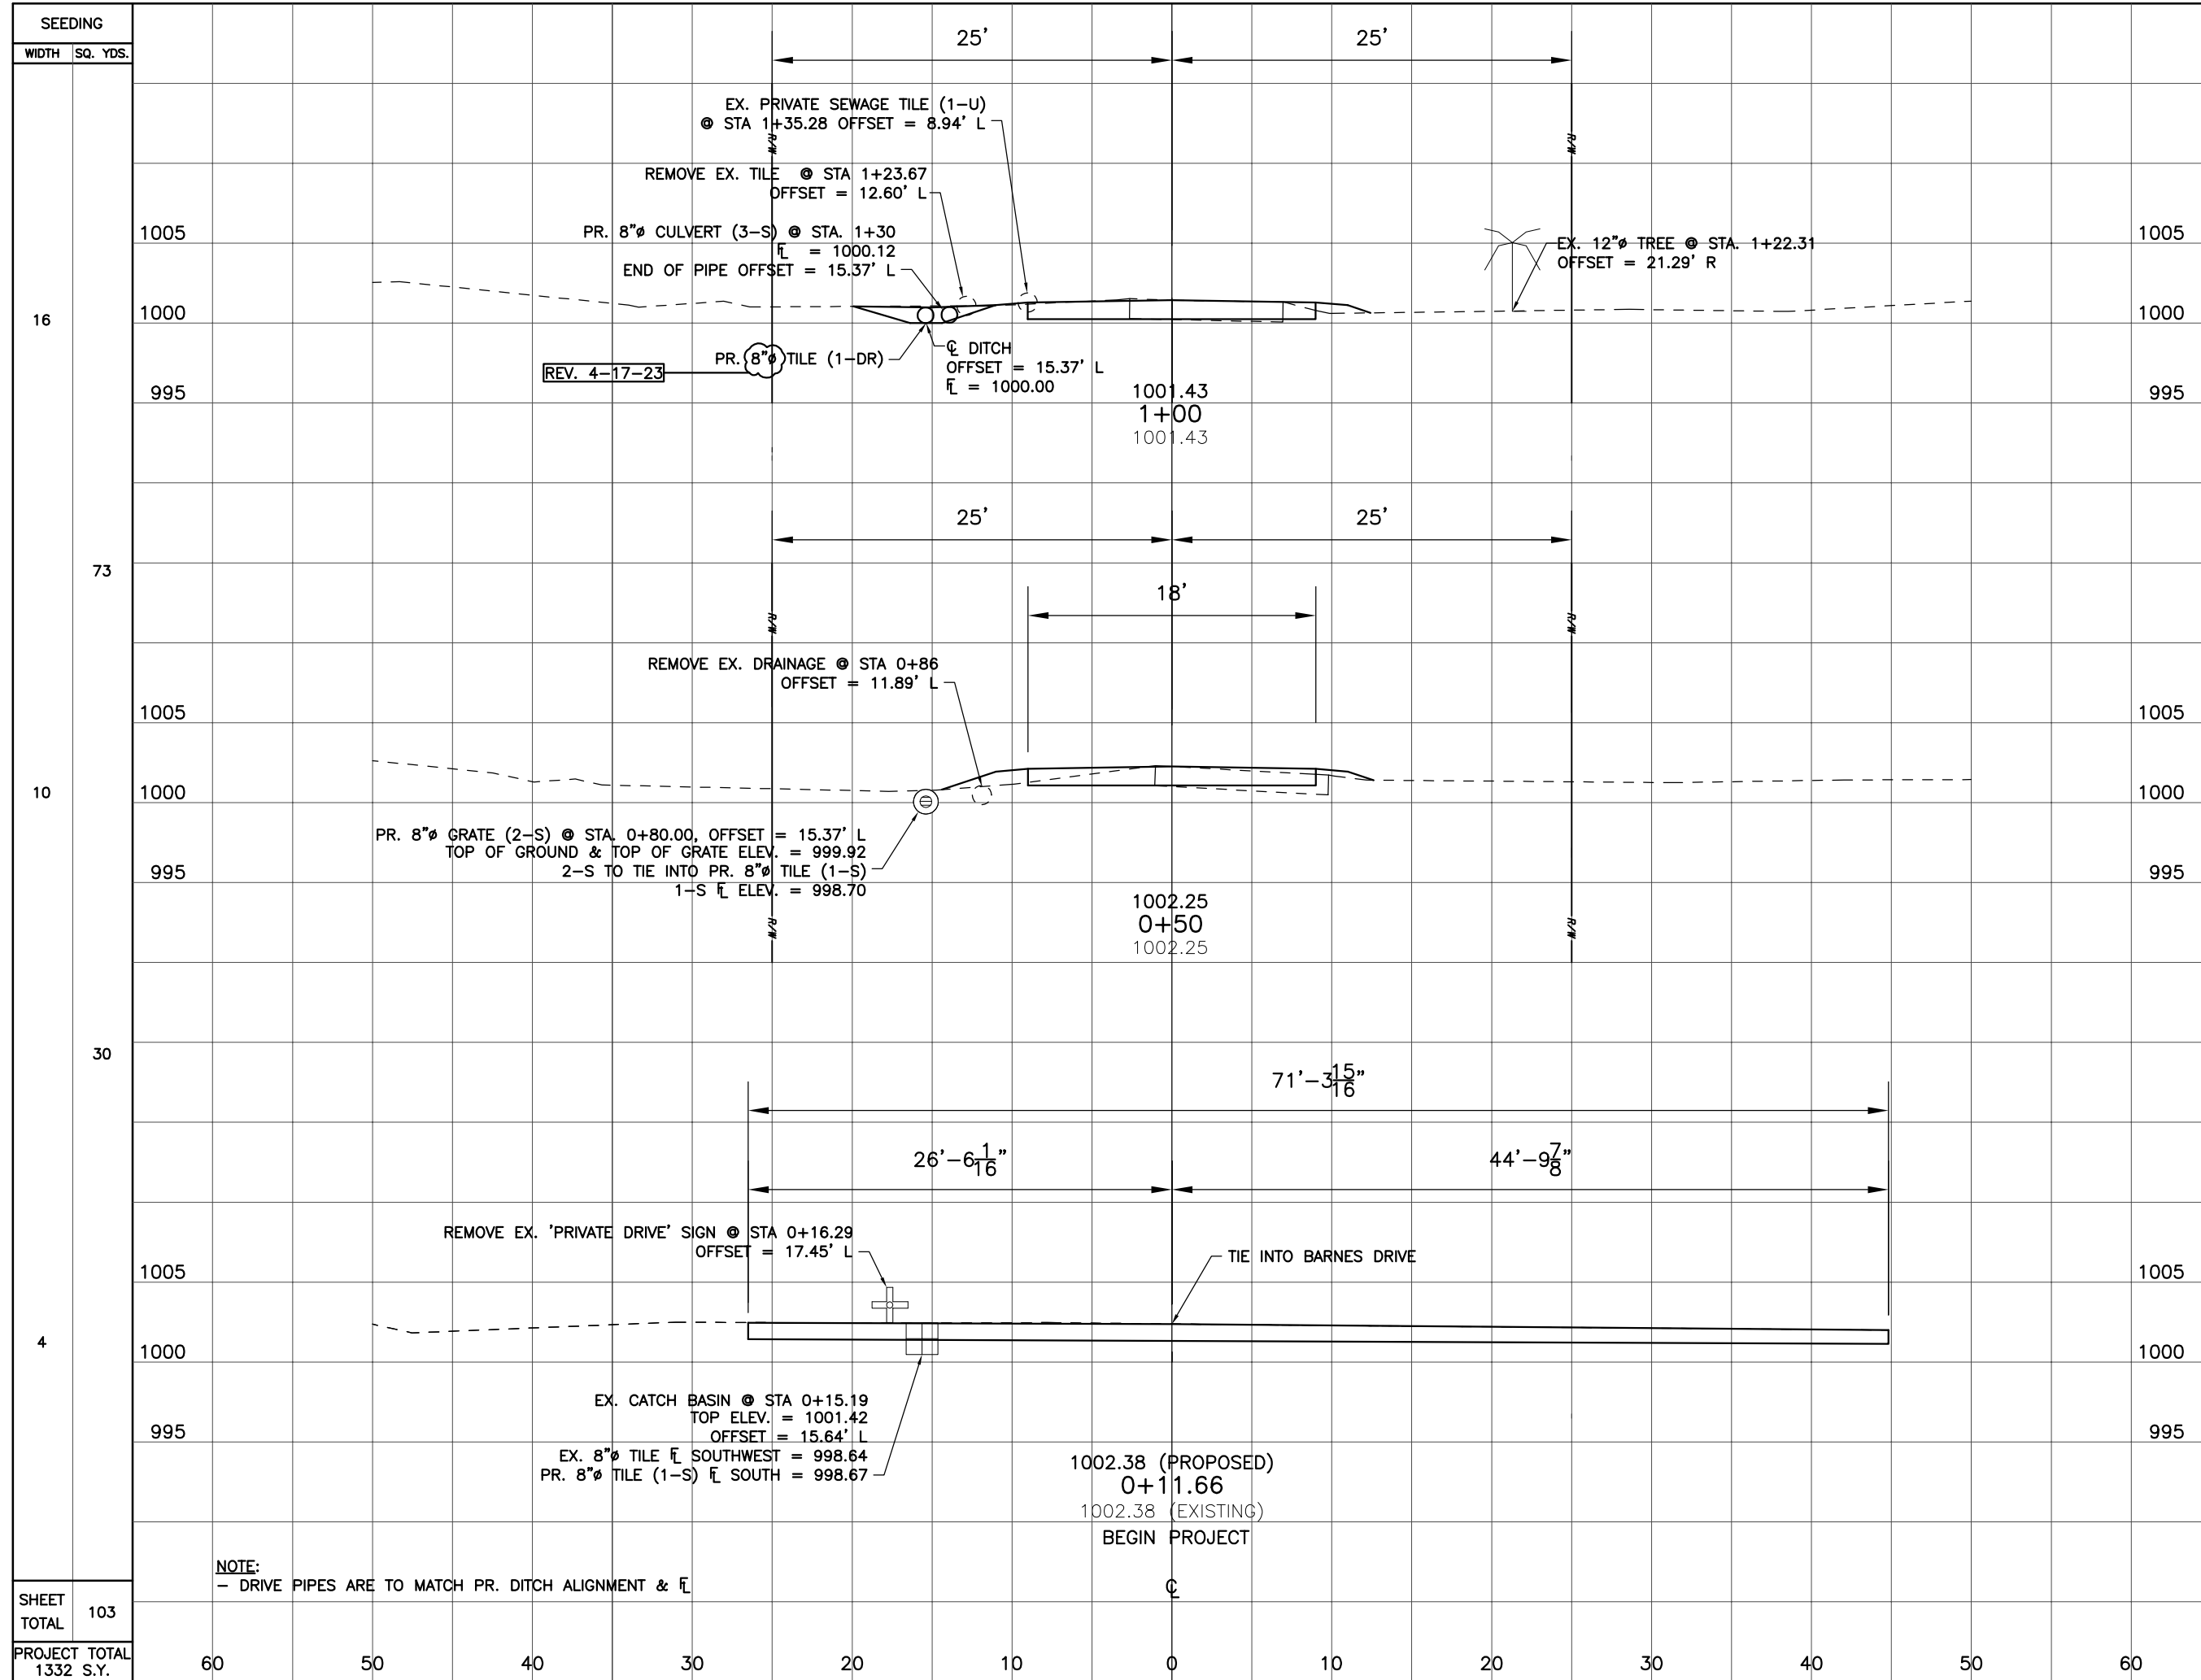 SEEDING
WIDTH SQ. YDS.
25' 25'
EX. PRIVATE SEWAGE TILE (1-U)
@ STA 1+35.28 OFFSET = 8.94' L
R/W R/W
REMOVE EX. TILE @ STA 1+23.67
OFFSET = 12.60' L
PR. 8"ø CULVERT (3-S) @ STA. 1+30
FL = 1000.12
END OF PIPE OFFSET = 15.37' L
EX. 12"ø TREE @ STA. 1+22.31
OFFSET = 21.29' R
1005 1005
16
1000 1000
PR. 8"ø TILE (1-DR)
REV. 4-17-23
℄ DITCH
OFFSET = 15.37' L
FL = 1000.00
995 995
1001.43
1+00
1001.43
25' 25'
73
18'
R/W R/W
REMOVE EX. DRAINAGE @ STA 0+86
OFFSET = 11.89' L
1005 1005
10
1000 1000
PR. 8"ø GRATE (2-S) @ STA. 0+80.00, OFFSET = 15.37' L
TOP OF GROUND & TOP OF GRATE ELEV. = 999.92
2-S TO TIE INTO PR. 8"ø TILE (1-S)
1-S FL ELEV. = 998.70
995 995
1002.25
0+50
1002.25
R/W R/W
30
71'-3 15/16"
26'-6 1/16" 44'-9 7/8"
REMOVE EX. 'PRIVATE DRIVE' SIGN @ STA 0+16.29
OFFSET = 17.45' L
TIE INTO BARNES DRIVE
1005 1005
4
1000 1000
EX. CATCH BASIN @ STA 0+15.19
TOP ELEV. = 1001.42
OFFSET = 15.64' L
EX. 8"ø TILE FL SOUTHWEST = 998.64
PR. 8"ø TILE (1-S) FL SOUTH = 998.67
995 995
1002.38 (PROPOSED)
0+11.66
1002.38 (EXISTING)
BEGIN PROJECT
NOTE:
- DRIVE PIPES ARE TO MATCH PR. DITCH ALIGNMENT & FL
℄
SHEET TOTAL 103
PROJECT TOTAL
1332 S.Y.
60 50 40 30 20 10 0 10 20 30 40 50 60